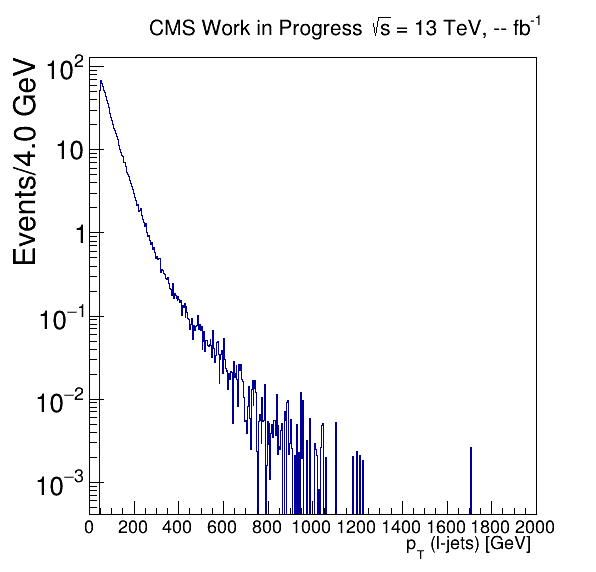 CMS Work in Progress √s = 13 TeV, -- fb⁻¹
Events/4.0 GeV
10²
10
1
10⁻¹
10⁻²
10⁻³
0 200 400 600 800 1000 1200 1400 1600 1800 2000
p_T (l-jets) [GeV]